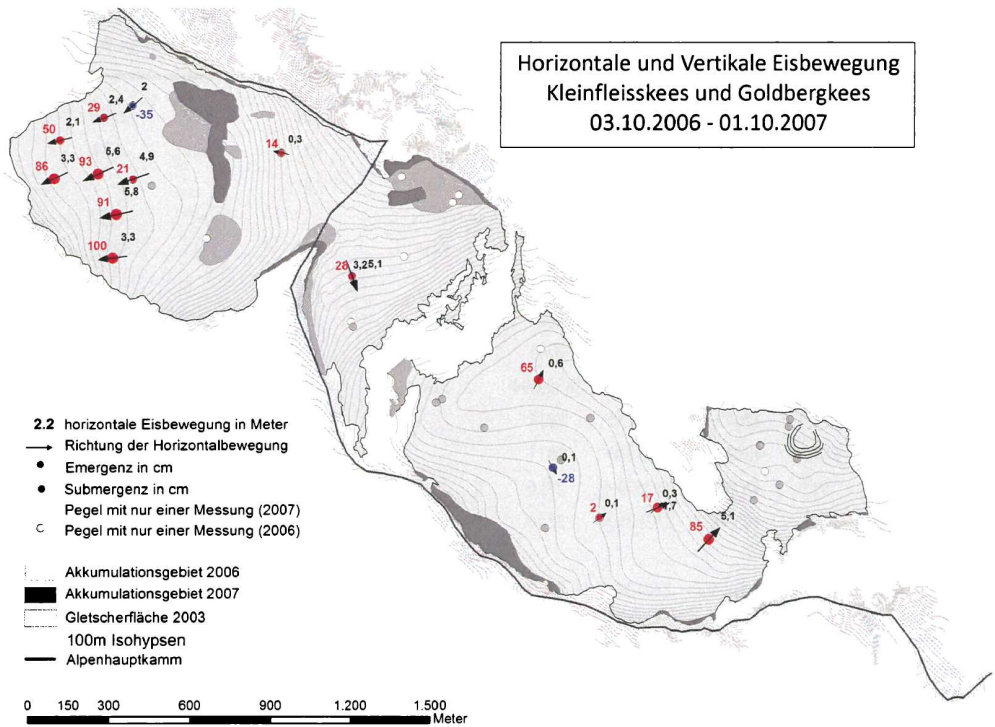 Horizontale und Vertikale Eisbewegung
Kleinfleisskees und Goldbergkees
03.10.2006 - 01.10.2007
2
2,4
29
-35
2,1
50
0,3
14
3,3
5,6
4,9
86
93
21
5,8
91
3,3
100
28
3,25,1
65
0,6
0,1
-28
2
0,1
17
0,3
5,1
85
2.2 horizontale Eisbewegung in Meter
Richtung der Horizontalbewegung
Emergenz in cm
Submergenz in cm
Pegel mit nur einer Messung (2007)
Pegel mit nur einer Messung (2006)
Akkumulationsgebiet 2006
Akkumulationsgebiet 2007
Gletscherfläche 2003
100m Isohypsen
Alpenhauptkamm
0 150 300 600 900 1.200 1.500
Meter